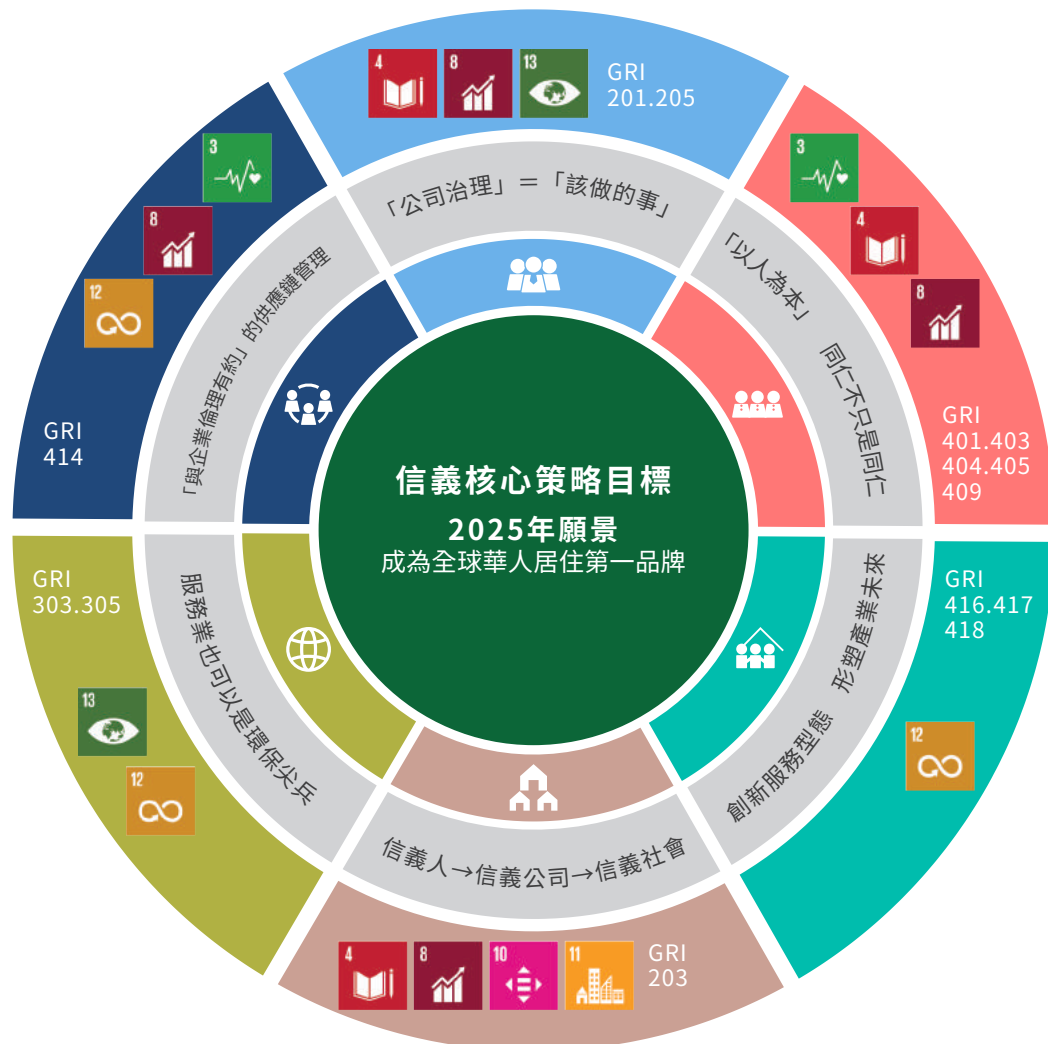 4
8
13
GRI
201.205
「公司治理」＝「該做的事」
3
4
8
GRI
401.403
404.405
409
「以人為本」 同仁不只是同仁
GRI
416.417
418
12
創新服務型態 形塑產業未來
4
8
10
11
GRI
203
信義人→信義公司→信義社會
GRI
303.305
13
12
服務業也可以是環保尖兵
3
8
12
GRI
414
「與企業倫理有約」的供應鏈管理
信義核心策略目標
2025年願景
成為全球華人居住第一品牌